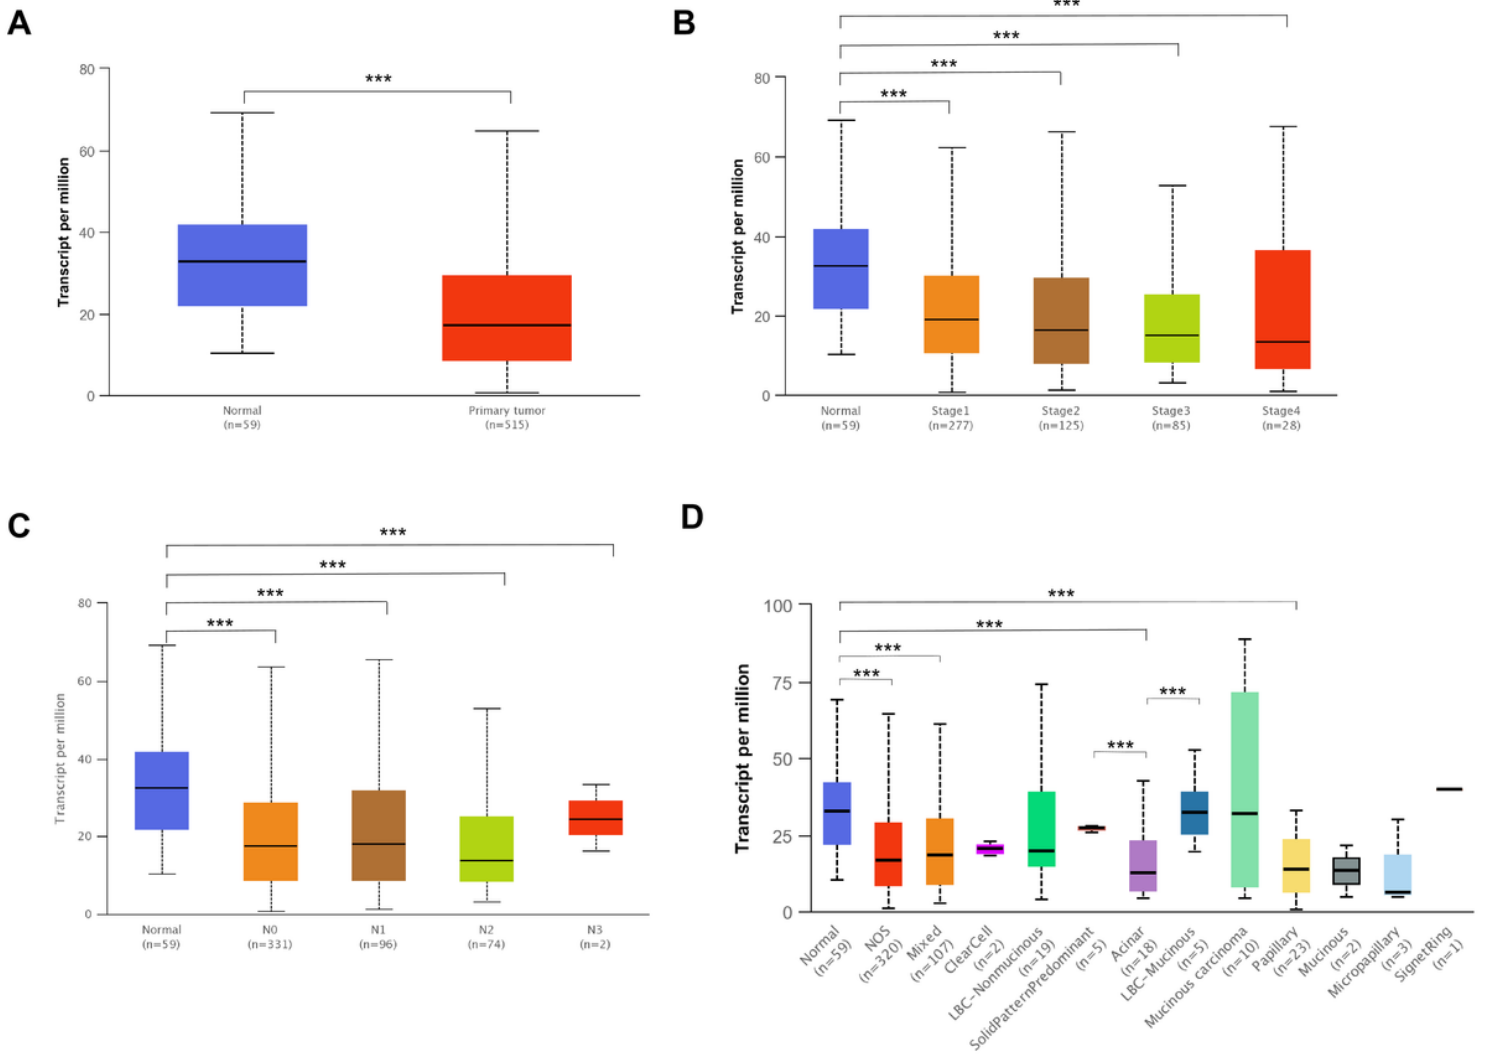 A
80
60
40
20
0
Transcript per million
***
Normal
(n=59)
Primary tumor
(n=515)
B
80
60
40
20
0
Transcript per million
***
***
***
***
Normal
(n=59)
Stage1
(n=277)
Stage2
(n=125)
Stage3
(n=85)
Stage4
(n=28)
C
80
60
40
20
0
Transcript per million
***
***
***
***
Normal
(n=59)
N0
(n=331)
N1
(n=96)
N2
(n=74)
N3
(n=2)
D
100
75
50
25
0
Transcript per million
***
***
***
***
***
***
Normal
(n=59)
NOS
(n=320)
Mixed
(n=107)
ClearCell
(n=2)
LBC-Nonmucinous
(n=19)
SolidPatternPredominant
(n=5)
Acinar
(n=18)
LBC-Mucinous
(n=5)
Mucinous carcinoma
(n=10)
Papillary
(n=23)
Mucinous
(n=2)
Micropapillary
(n=3)
SignetRing
(n=1)